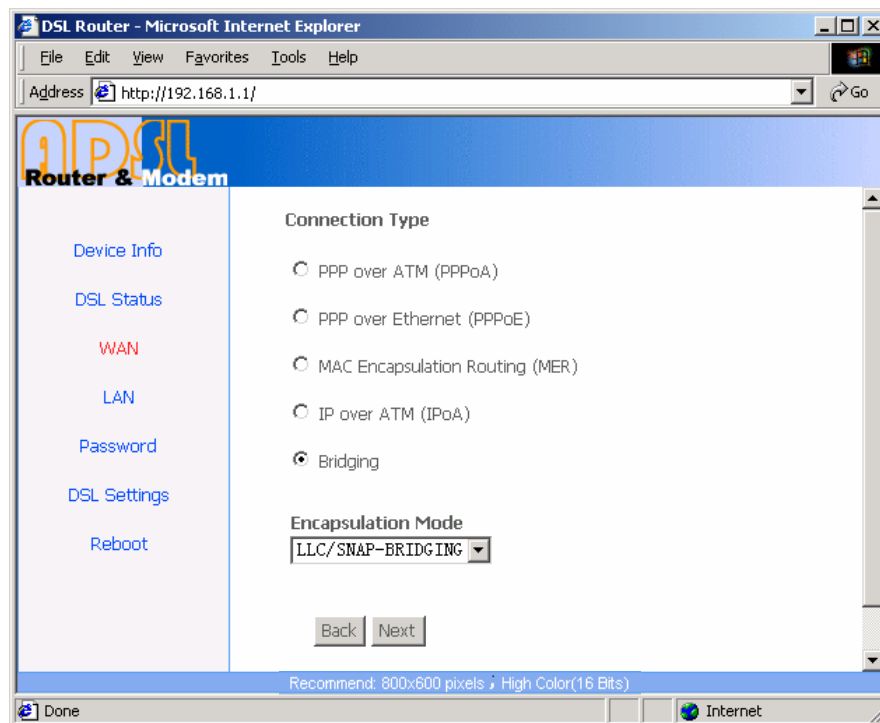 DSL Router - Microsoft Internet Explorer
File Edit View Favorites Tools Help
Address http://192.168.1.1/ Go
ADSL
Router & Modem
Device Info
DSL Status
WAN
LAN
Password
DSL Settings
Reboot
Connection Type
PPP over ATM (PPPoA)
PPP over Ethernet (PPPoE)
MAC Encapsulation Routing (MER)
IP over ATM (IPoA)
Bridging
Encapsulation Mode
LLC/SNAP-BRIDGING
Back Next
Recommend: 800x600 pixels ; High Color(16 Bits)
Done Internet